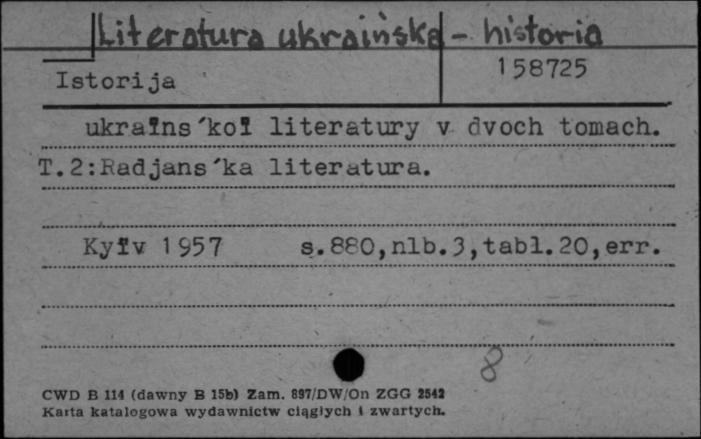 Literatura ukraińska - historia
Istorija
158725
ukraïns'koï literatury v dvoch tomach.
T.2:Radjans'ka literatura.
Kyïv 1957 s.880,nlb.3,tabl.20,err.
8
CWD B 114 (dawny B 15b) Zam. 897/DW/On ZGG 2542
Karta katalogowa wydawnictw ciągłych i zwartych.